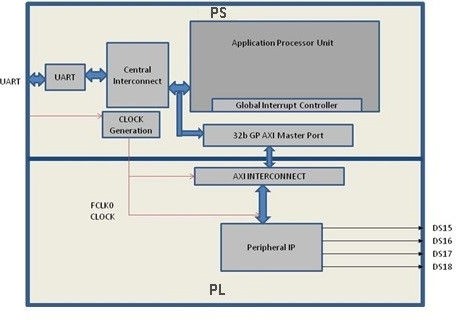 PS
Application Processor Unit
Central
Interconnect
UART
UART
Global Interrupt Controller
CLOCK
Generation
32b GP AXI Master Port
AXI INTERCONNECT
FCLK0
CLOCK
Peripheral IP
DS15
DS16
DS17
DS18
PL